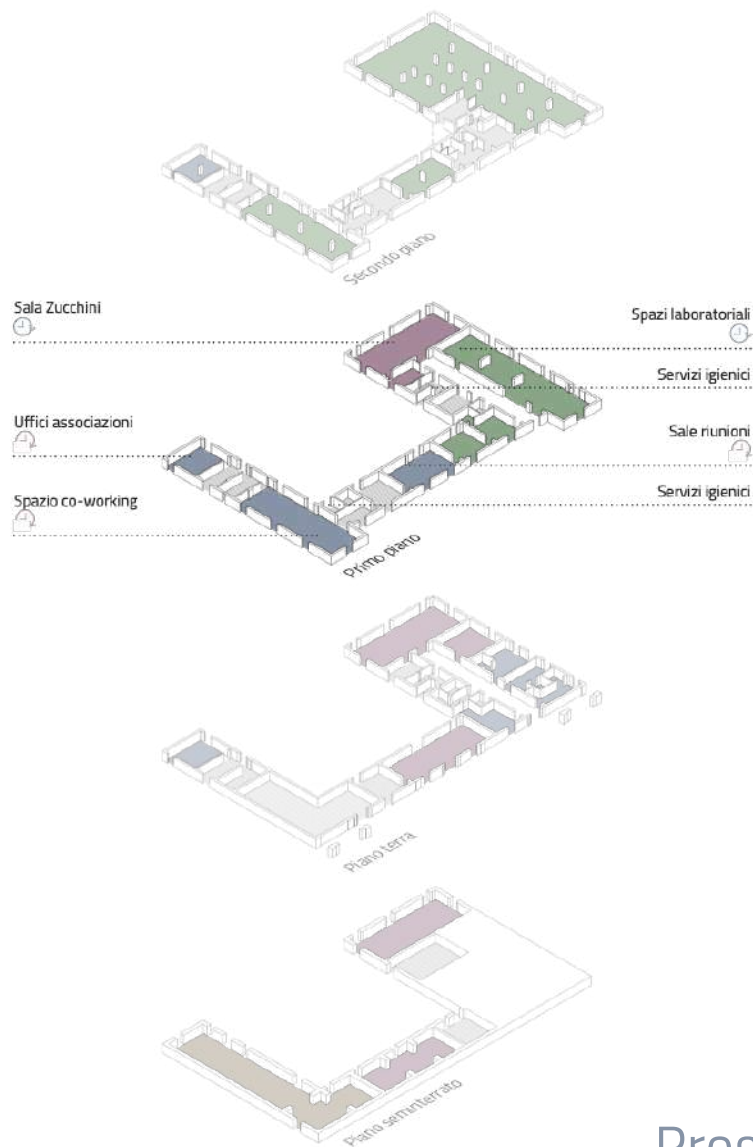 Secondo piano
Sala Zucchini
Spazi laboratoriali
Servizi igienici
Uffici associazioni
Sale riunioni
Spazio co-working
Servizi igienici
Primo piano
Piano terra
Piano seminterrato